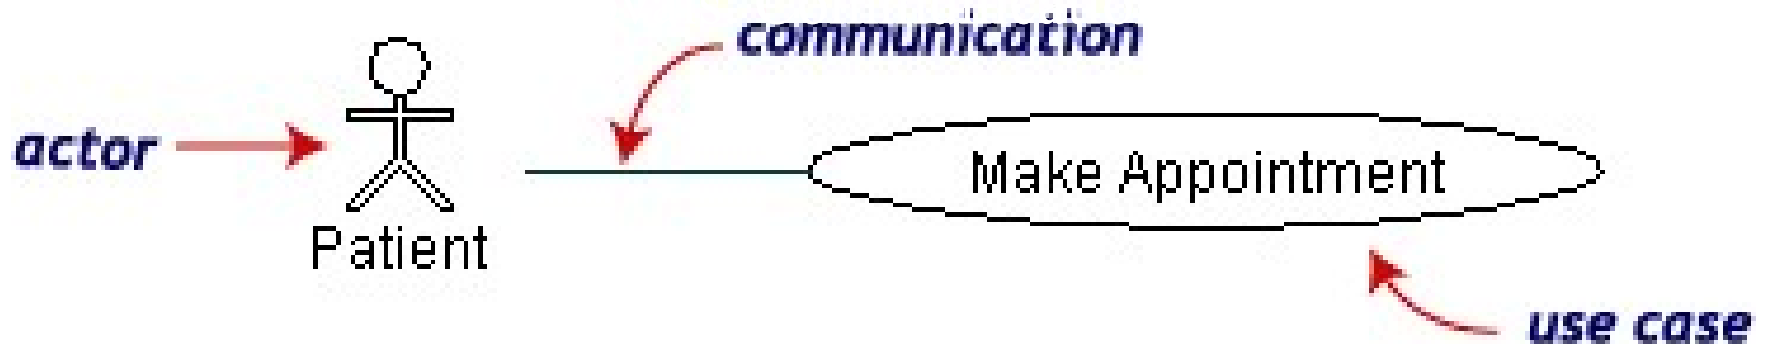 communication
actor
Make Appointment
Patient
use case